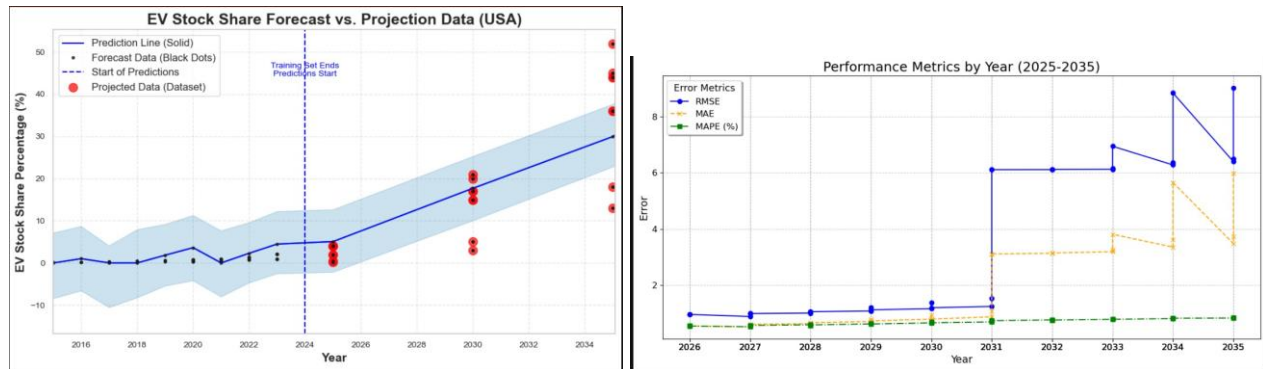 EV Stock Share Forecast vs. Projection Data (USA)
Prediction Line (Solid)
Forecast Data (Black Dots)
Start of Predictions
Projected Data (Dataset)
Training Set Ends
Predictions Start
EV Stock Share Percentage (%)
50
40
30
20
10
0
−10
2016 2018 2020 2022 2024 2026 2028 2030 2032 2034
Year
Performance Metrics by Year (2025-2035)
Error Metrics
RMSE
MAE
MAPE (%)
Error
8
6
4
2
2026 2027 2028 2029 2030 2031 2032 2033 2034 2035
Year